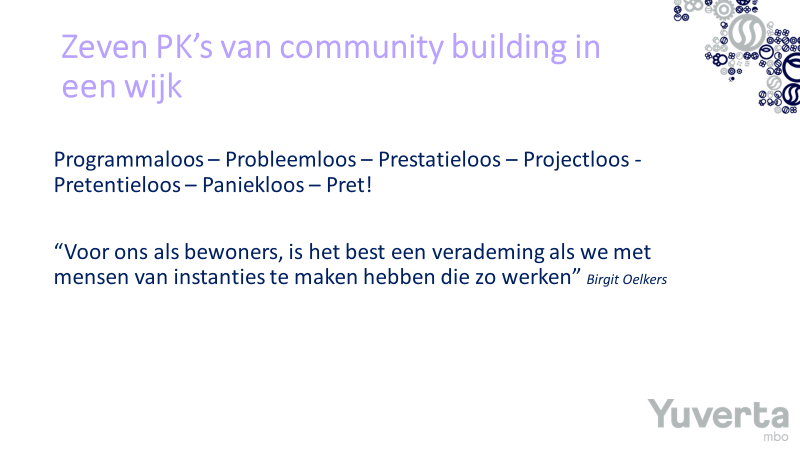 Zeven PK’s van community building in
een wijk
Programmaloos – Probleemloos – Prestatieloos – Projectloos -
Pretentieloos – Paniekloos – Pret!
“Voor ons als bewoners, is het best een verademing als we met
mensen van instanties te maken hebben die zo werken” Birgit Oelkers
Yuverta
mbo